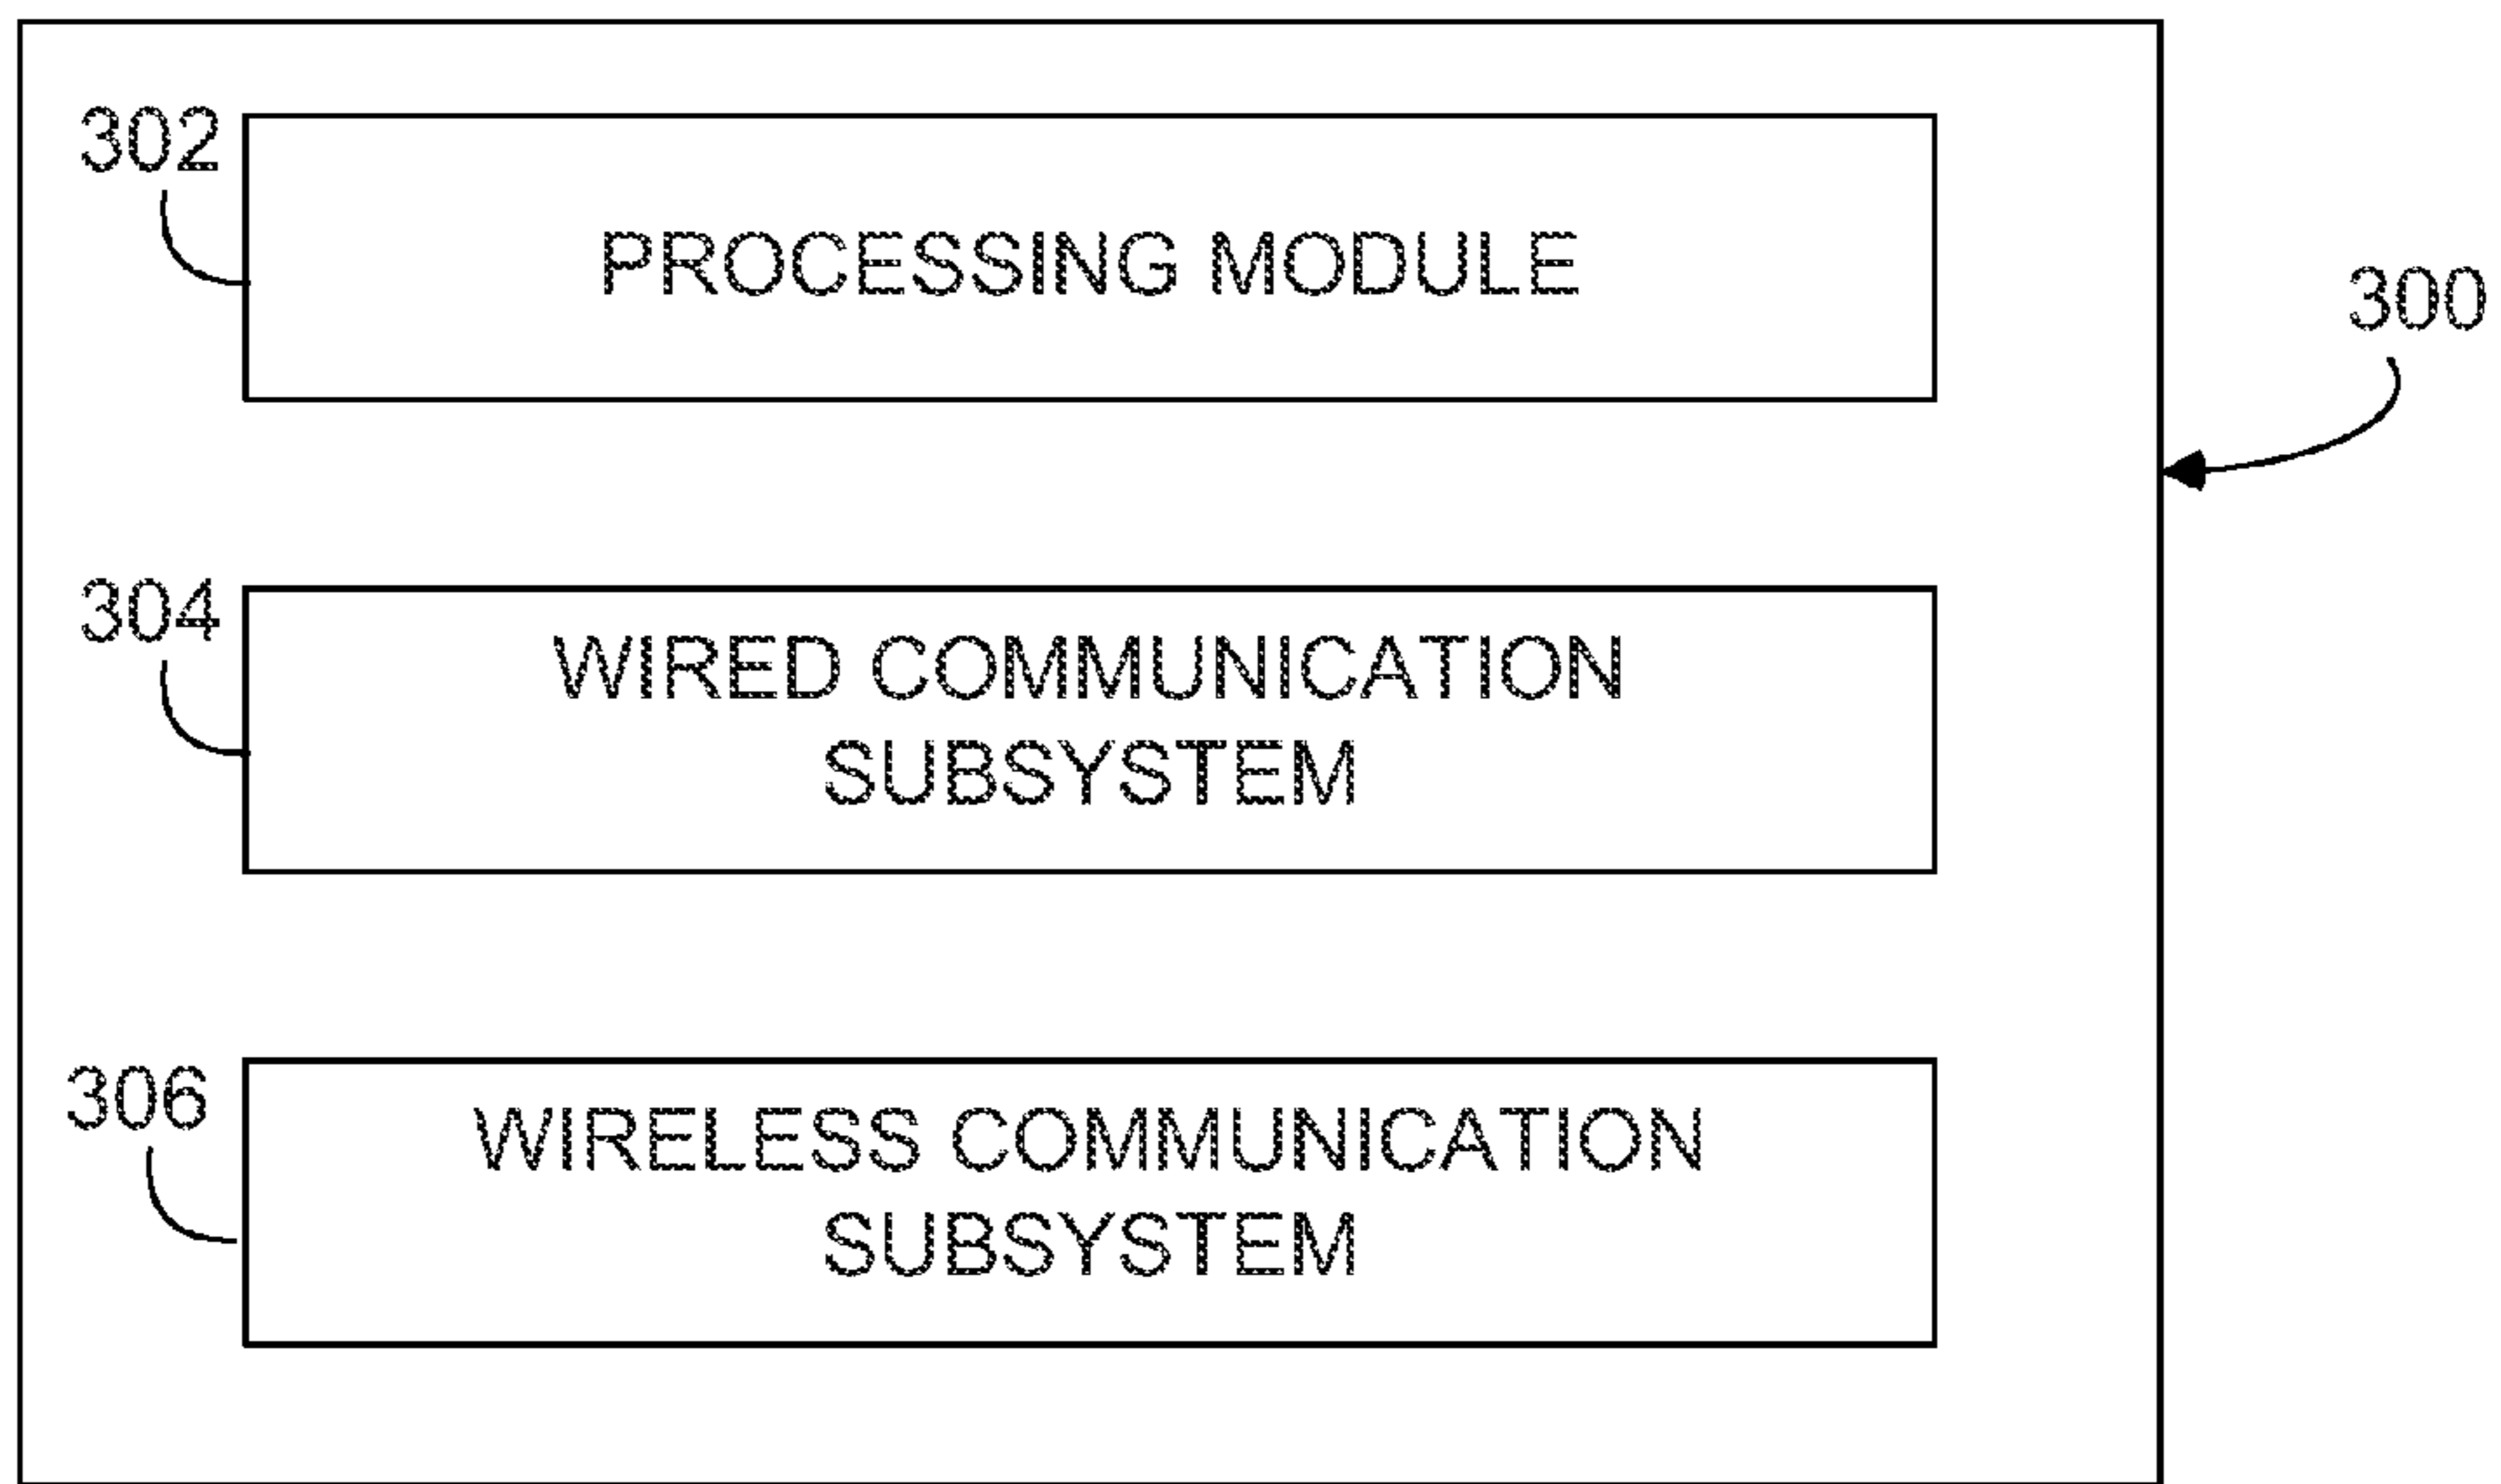 302
PROCESSING MODULE
300
304
WIRED COMMUNICATION
SUBSYSTEM
306
WIRELESS COMMUNICATION
SUBSYSTEM